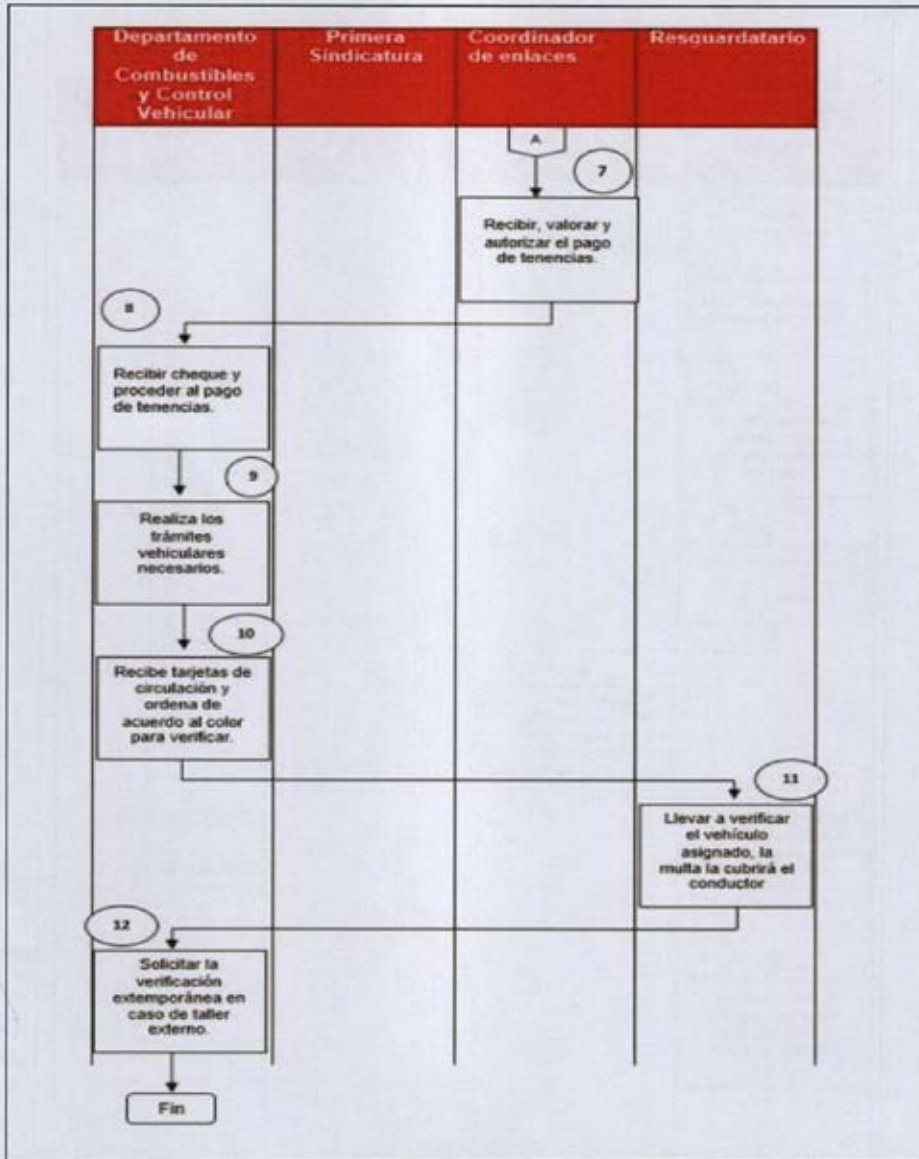 Departamento
de
Combustibles
y Control
Vehicular
Primera
Sindicatura
Coordinador
de enlaces
Resguardatario
A
7
Recibir, valorar y
autorizar el pago
de tenencias.
8
Recibir cheque y
proceder al pago
de tenencias.
9
Realiza los
trámites
vehiculares
necesarios.
10
Recibe tarjetas de
circulación y
ordena de
acuerdo al color
para verificar.
11
Llevar a verificar
el vehículo
asignado, la
multa la cubrirá el
conductor
12
Solicitar la
verificación
extemporánea en
caso de taller
externo.
Fin